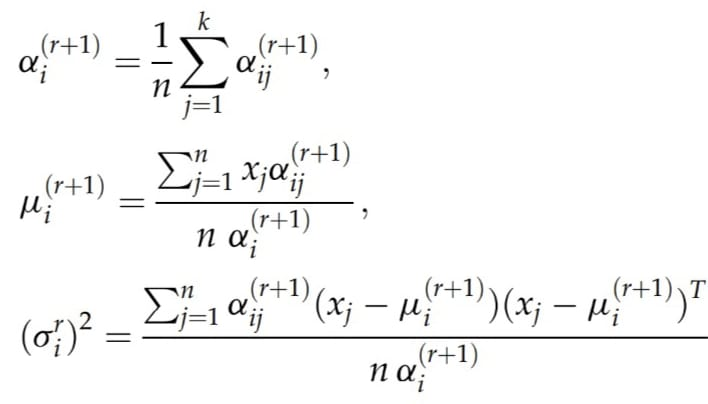 α_i^{(r+1)} = \frac{1}{n} \sum_{j=1}^{k} α_{ij}^{(r+1)},
μ_i^{(r+1)} = \frac{\sum_{j=1}^{n} x_j α_{ij}^{(r+1)}}{n α_i^{(r+1)}},
(σ_i^r)^2 = \frac{\sum_{j=1}^{n} α_{ij}^{(r+1)} (x_j − μ_i^{(r+1)})(x_j − μ_i^{(r+1)})^T}{n α_i^{(r+1)}}